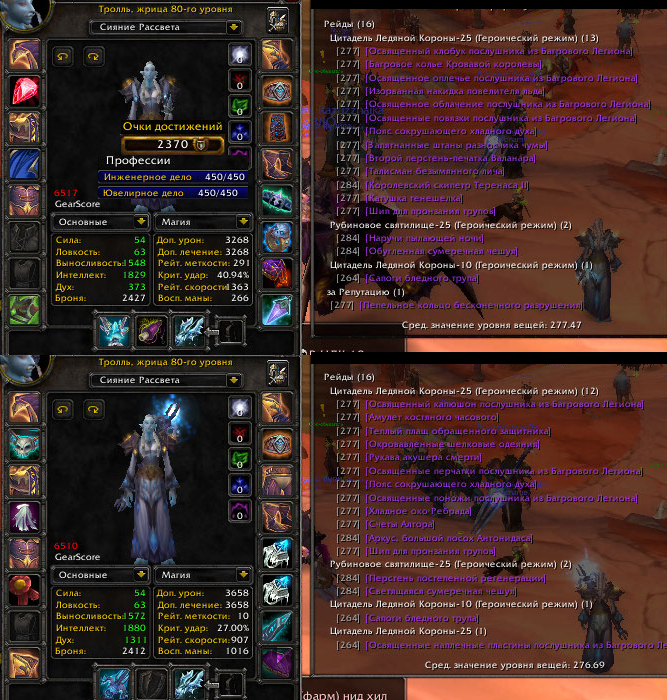 Тролль, жрица 80-го уровня
Сияние Рассвета
0
0
0
0
Очки достижений
2370
Профессии
Инженерное дело 450/450
Ювелирное дело 450/450
6517
GearScore
Основные
Магия
Сила: 54
Ловкость: 63
Выносливость: 1548
Интеллект: 1829
Дух: 373
Броня: 2427
Доп. урон: 3268
Доп. лечение: 3268
Рейт. меткости: 291
Крит. удар: 40.94%
Рейт. скорости: 1363
Восп. маны: 266
Рейды (16)
Цитадель Ледяной Короны-25 (Героический режим) (13)
[277] [Освященный клобук послушника из Багрового Легиона]
[277] [Багровое колье Кровавой королевы]
[277] [Освященное оплечье послушника из Багрового Легиона]
[277] [Изорванная накидка повелителя льда]
[277] [Освященное облачение послушника из Багрового Легиона]
[277] [Освященные повязки послушника из Багрового Легиона]
[277] [Пояс сокрушающего хладного духа]
[277] [Запятнанные штаны разносчика чумы]
[277] [Второй перстень-печатка Валанара]
[277] [Талисман безымянного лича]
[284] [Королевский скипетр Теренаса II]
[277] [Катушка тенешелка]
[277] [Шип для пронзания трупов]
Рубиновое святилище-25 (Героический режим) (2)
[284] [Наручи пылающей ночи]
[284] [Обугленная сумеречная чешуя]
Цитадель Ледяной Короны-10 (Героический режим) (1)
[264] [Сапоги бледного трупа]
за Репутацию (1)
[277] [Пепельное кольцо бесконечного разрушения]
Сред. значение уровня вещей: 277.47
Тролль, жрица 80-го уровня
Сияние Рассвета
0
0
0
0
6510
GearScore
Основные
Магия
Сила: 54
Ловкость: 63
Выносливость: 1572
Интеллект: 1880
Дух: 1311
Броня: 2412
Доп. урон: 3658
Доп. лечение: 3658
Рейт. меткости: 10
Крит. удар: 27.00%
Рейт. скорости: 907
Восп. маны: 1016
Рейды (16)
Цитадель Ледяной Короны-25 (Героический режим) (12)
[277] [Освященный капюшон послушника из Багрового Легиона]
[277] [Амулет костяного часового]
[277] [Теплый плащ обращенного защитника]
[277] [Окровавленные шелковые одеяния]
[277] [Рукава акушера смерти]
[277] [Освященные перчатки послушника из Багрового Легиона]
[277] [Пояс сокрушающего хладного духа]
[277] [Освященные поножи послушника из Багрового Легиона]
[277] [Хладное око Ребрада]
[277] [Счеты Алгора]
[284] [Аркус, большой посох Антонидаса]
[277] [Шип для пронзания трупов]
Рубиновое святилище-25 (Героический режим) (2)
[284] [Перстень постепенной регенерации]
[284] [Светящаяся сумеречная чешуя]
Цитадель Ледяной Короны-10 (Героический режим) (1)
[264] [Сапоги бледного трупа]
Цитадель Ледяной Короны-25 (1)
[264] [Освященные наплечные пластины послушника из Багрового Ле
Сред. значение уровня вещей: 276.69
фарм) нид хил